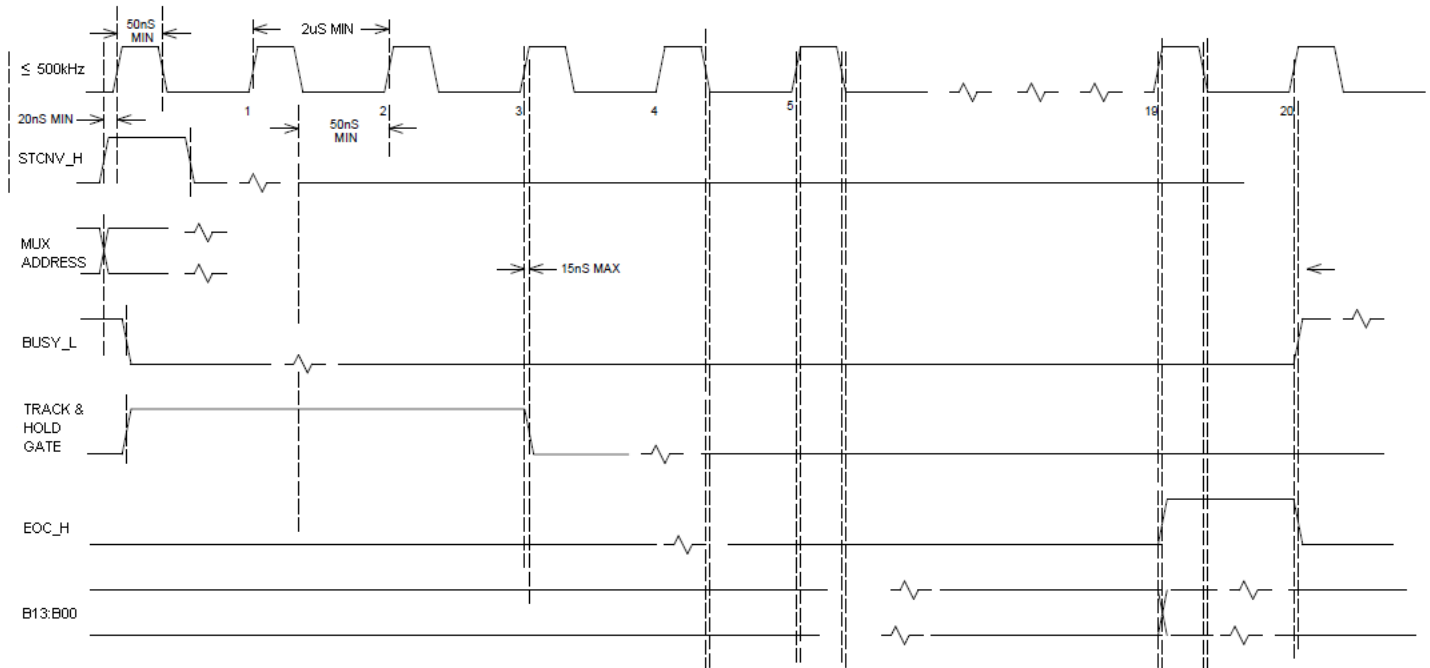 50nS
MIN
2uS MIN
≤ 500kHz
1
2
3
4
5
19
20
20nS MIN
50nS
MIN
STCNV_H
MUX
ADDRESS
15nS MAX
BUSY_L
TRACK &
HOLD
GATE
EOC_H
B13:B00